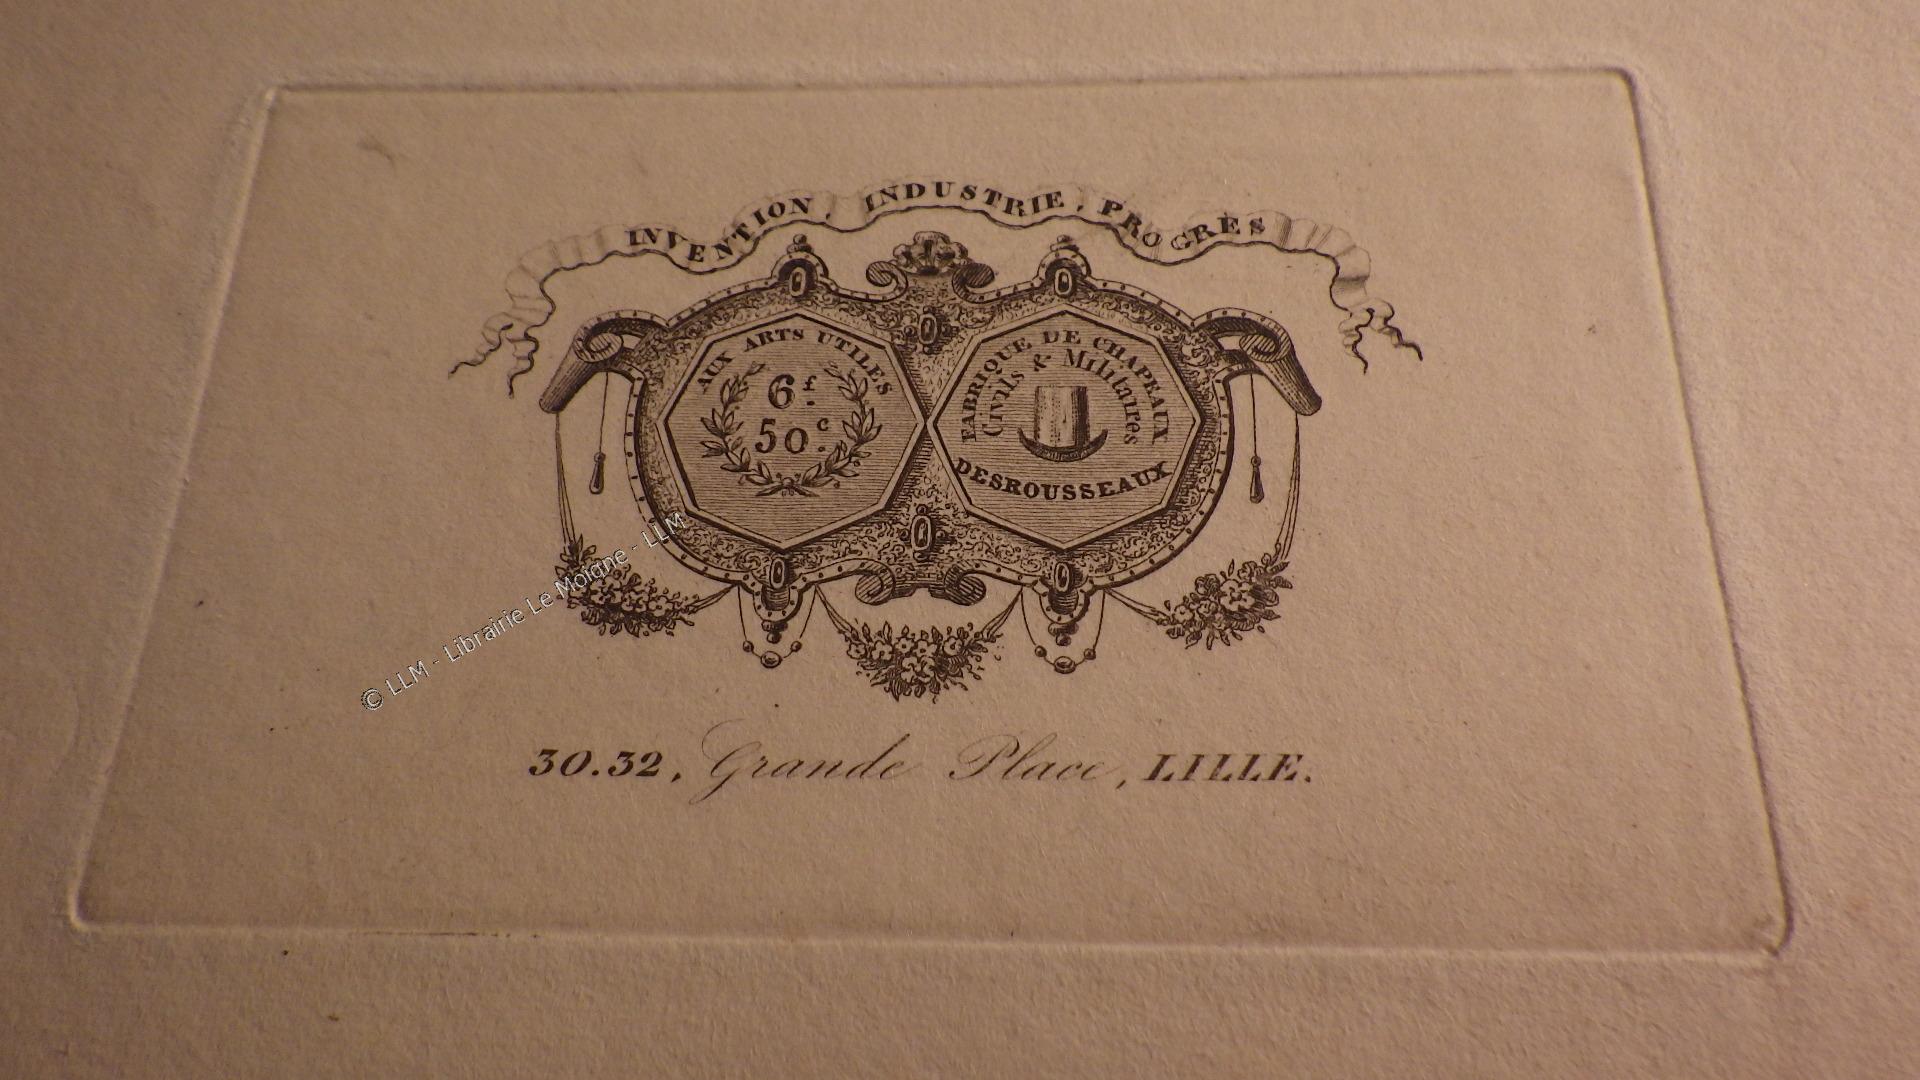 INVENTION, INDUSTRIE, PROGRÈS
AUX ARTS UTILES
6f.
50c.
FABRIQUE DE CHAPEAUX
Civils & Militaires
DESROUSSEAUX
30.32, Grande Place, LILLE.
© LLM - Librairie Le Moigne - LLM